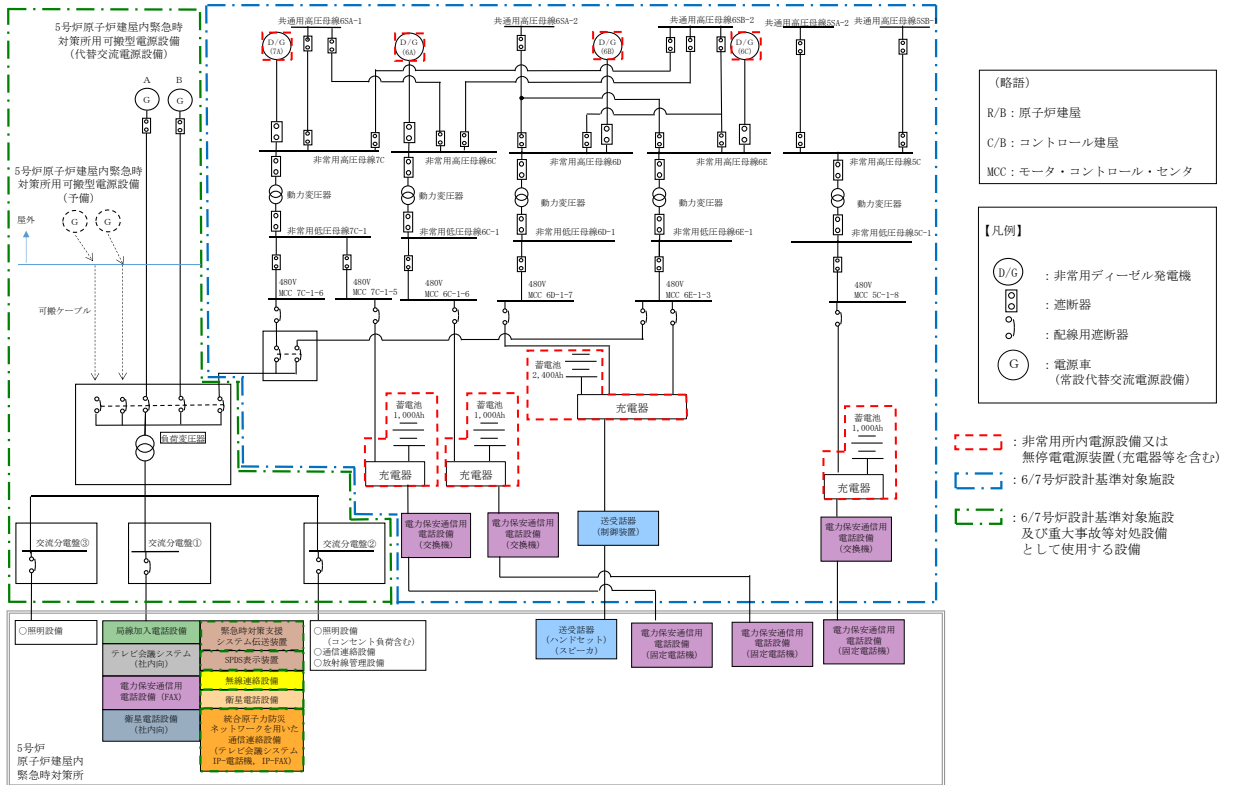 5号炉原子炉建屋内緊急時
対策所用可搬型電源設備
(代替交流電源設備)
A
B
G
G
5号炉原子炉建屋内緊急時
対策所用可搬型電源設備
(予備)
屋外
G
G
可搬ケーブル
負荷変圧器
交流分電盤③
交流分電盤①
交流分電盤②
共通用高圧母線6SA-1
共通用高圧母線6SA-2
共通用高圧母線6SB-2
共通用高圧母線5SA-2
共通用高圧母線5SB-
D/G
(7A)
D/G
(6A)
D/G
(6B)
D/G
(6C)
非常用高圧母線7C
非常用高圧母線6C
非常用高圧母線6D
非常用高圧母線6E
非常用高圧母線5C
動力変圧器
動力変圧器
動力変圧器
動力変圧器
動力変圧器
非常用低圧母線7C-1
非常用低圧母線6C-1
非常用低圧母線6D-1
非常用低圧母線6E-1
非常用低圧母線5C-1
480V
MCC 7C-1-6
480V
MCC 7C-1-5
480V
MCC 6C-1-6
480V
MCC 6D-1-7
480V
MCC 6E-1-3
480V
MCC 5C-1-8
蓄電池
2,400Ah
充電器
蓄電池
1,000Ah
充電器
蓄電池
1,000Ah
充電器
蓄電池
1,000Ah
充電器
電力保安通信用
電話設備
(交換機)
電力保安通信用
電話設備
(交換機)
送受話器
(制御装置)
電力保安通信用
電話設備
(交換機)
○照明設備
局線加入電話設備
テレビ会議システム
(社内向)
電力保安通信用
電話設備(FAX)
衛星電話設備
(社内向)
緊急時対策支援
システム伝送装置
SPDS表示装置
無線連絡設備
衛星電話設備
統合原子力防災
ネットワークを用いた
通信連絡設備
(テレビ会議システム
IP-電話機, IP-FAX)
○照明設備
(コンセント負荷含む)
○通信連絡設備
○放射線管理設備
送受話器
(ハンドセット)
(スピーカ)
電力保安通信用
電話設備
(固定電話機)
電力保安通信用
電話設備
(固定電話機)
電力保安通信用
電話設備
(固定電話機)
5号炉
原子炉建屋内
緊急時対策所
(略語)
R/B:原子炉建屋
C/B:コントロール建屋
MCC:モータ・コントロール・センタ
【凡例】
D/G :非常用ディーゼル発電機
:遮断器
:配線用遮断器
G :電源車
(常設代替交流電源設備)
:非常用所内電源設備又は
無停電電源装置(充電器等を含む)
:6/7号炉設計基準対象施設
:6/7号炉設計基準対象施設
及び重大事故等対処設備
として使用する設備